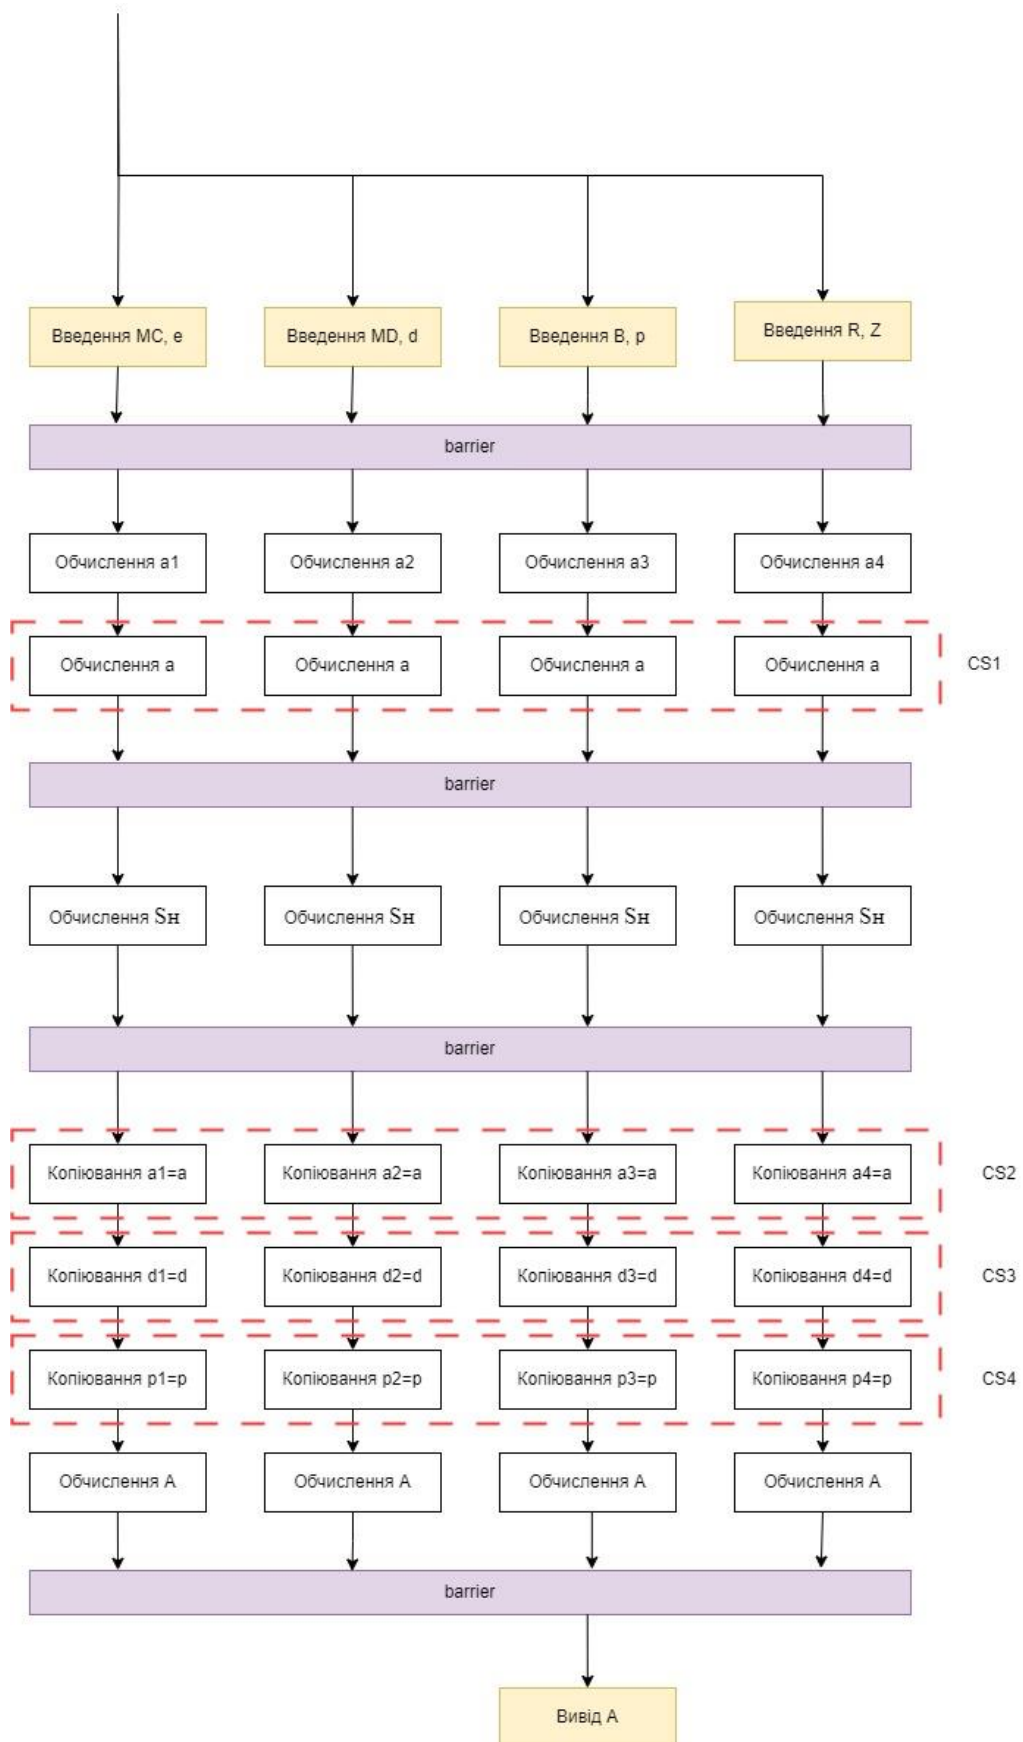 Введення MC, e
Введення MD, d
Введення B, p
Введення R, Z
barrier
Обчислення a1
Обчислення a2
Обчислення a3
Обчислення a4
Обчислення a
Обчислення a
Обчислення a
Обчислення a
CS1
barrier
Обчислення Sн
Обчислення Sн
Обчислення Sн
Обчислення Sн
barrier
Копіювання a1=a
Копіювання a2=a
Копіювання a3=a
Копіювання a4=a
CS2
Копіювання d1=d
Копіювання d2=d
Копіювання d3=d
Копіювання d4=d
CS3
Копіювання p1=p
Копіювання p2=p
Копіювання p3=p
Копіювання p4=p
CS4
Обчислення A
Обчислення A
Обчислення A
Обчислення A
barrier
Вивід A